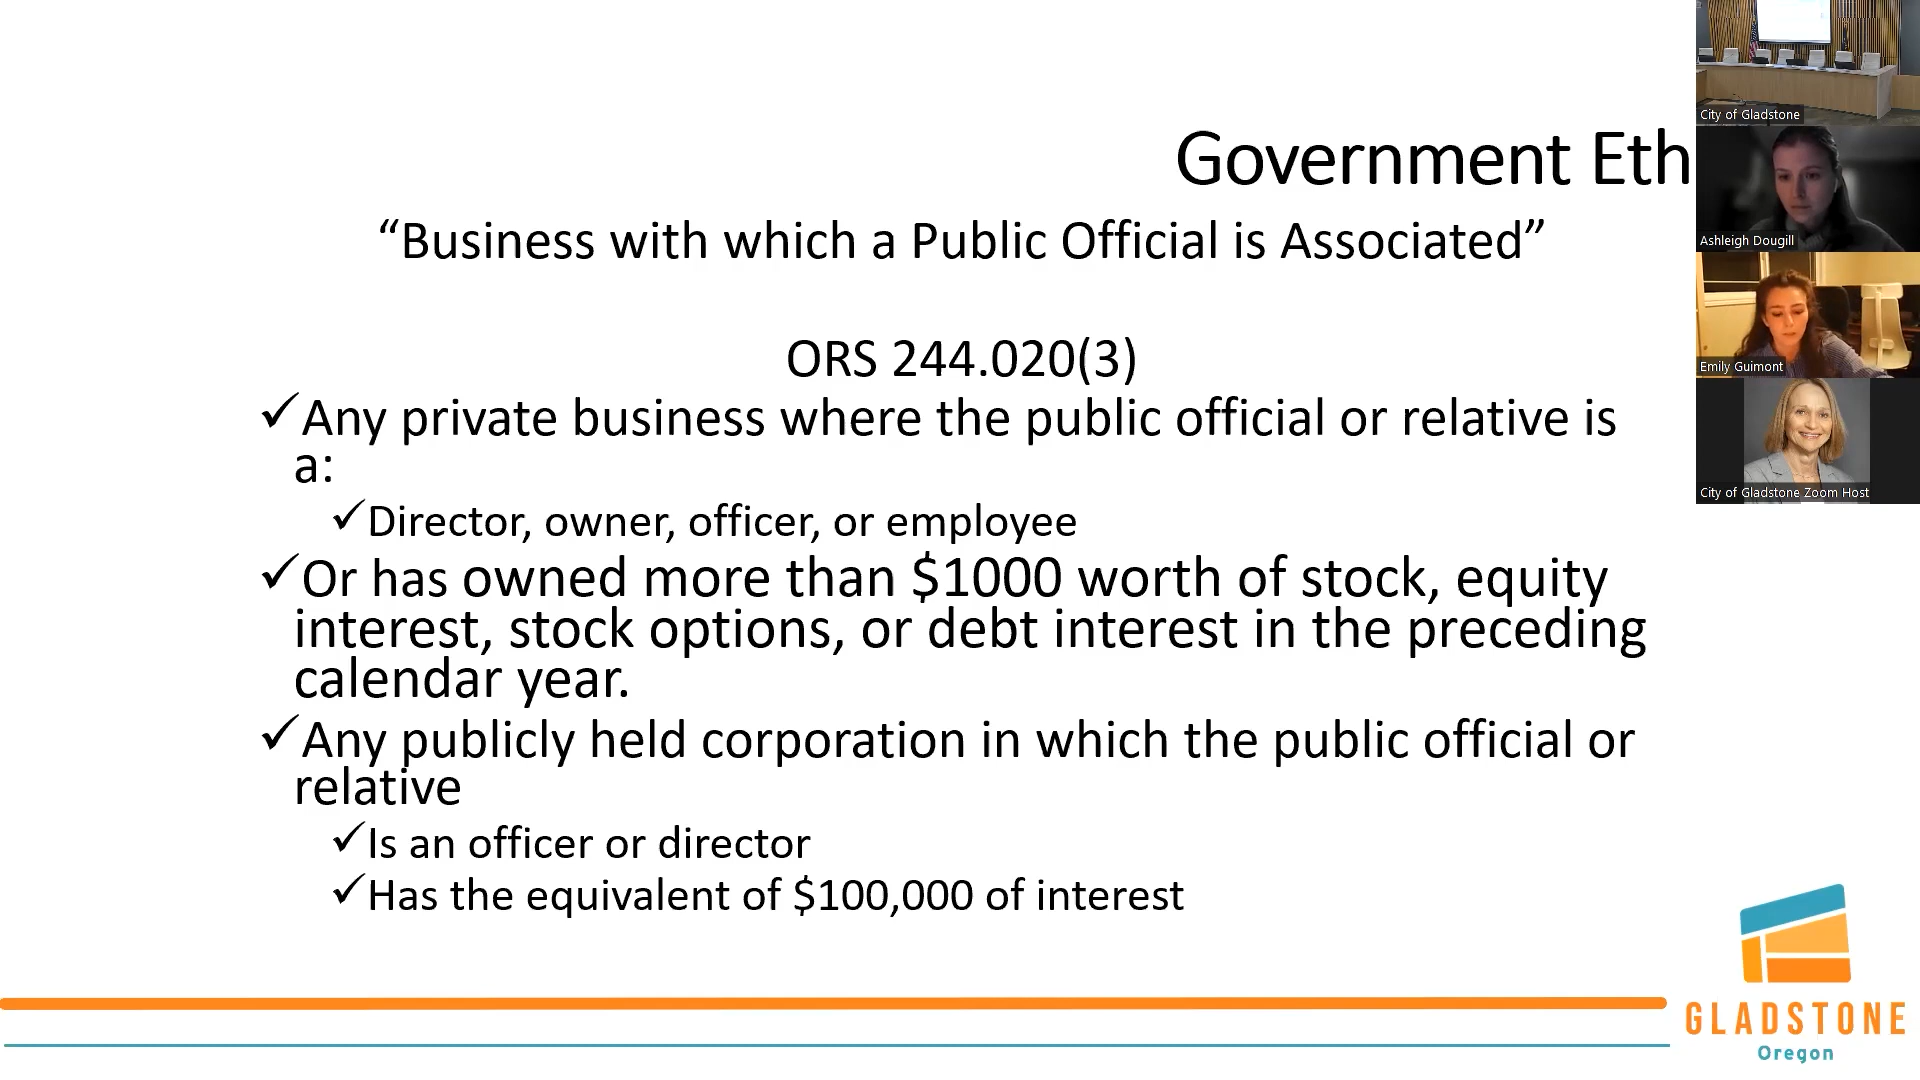 Government Eth
“Business with which a Public Official is Associated”
ORS 244.020(3)
✓Any private business where the public official or relative is
a:
✓Director, owner, officer, or employee
✓Or has owned more than $1000 worth of stock, equity
interest, stock options, or debt interest in the preceding
calendar year.
✓Any publicly held corporation in which the public official or
relative
✓Is an officer or director
✓Has the equivalent of $100,000 of interest
City of Gladstone
Ashleigh Dougill
Emily Guimont
City of Gladstone Zoom Host
GLADSTONE
Oregon